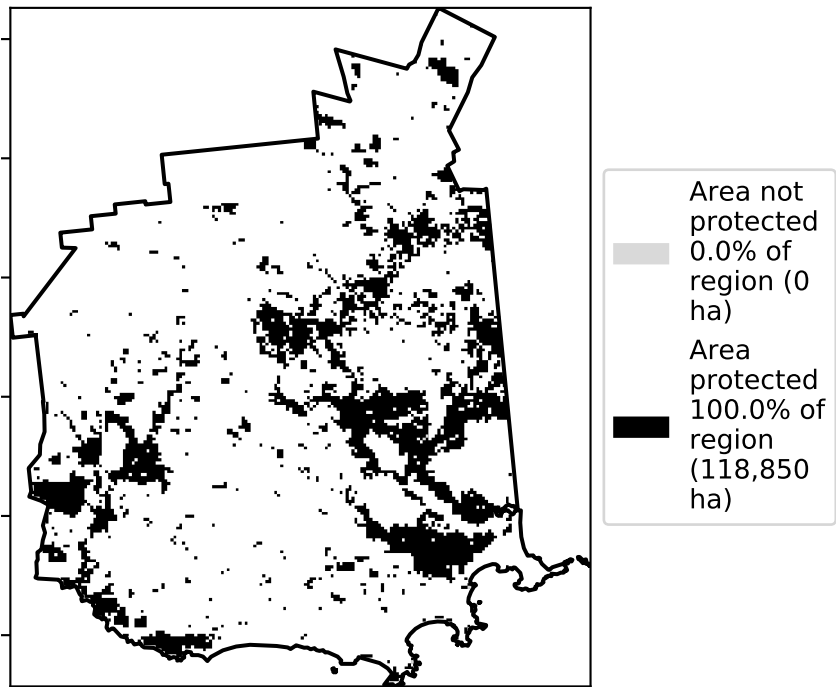 Area not
protected
0.0% of
region (0
ha)
Area
protected
100.0% of
region
(118,850
ha)